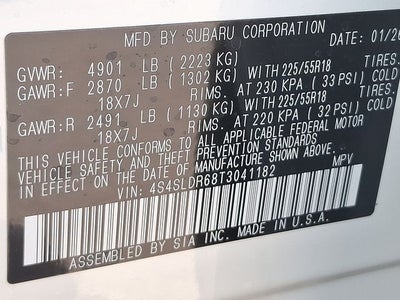 MFD BY SUBARU CORPORATION DATE: 01/26
GVWR: 4901 LB (2223 KG)
GAWR:F 2870 LB (1302 KG) WITH 225/55R18 TIRES.
18X7J RIMS.AT 230 KPA (33 PSI)COLD
GAWR:R 2491 LB (1130 KG) WITH 225/55R18 TIRES.
18X7J RIMS.AT 220 KPA (32 PSI)
THIS VEHICLE CONFORMS TO ALL APPLICABLE FEDERAL MOTOR
VEHICLE SAFETY BUMPER AND THEFT PREVENTION STANDARDS
IN EFFECT ON THE DATE OF MANUFACTURE SHOWN ABOVE.
VIN: 4S4SLDR68T3041182 MPV
ASSEMBLED BY SIA INC. MADE IN U.S.A.